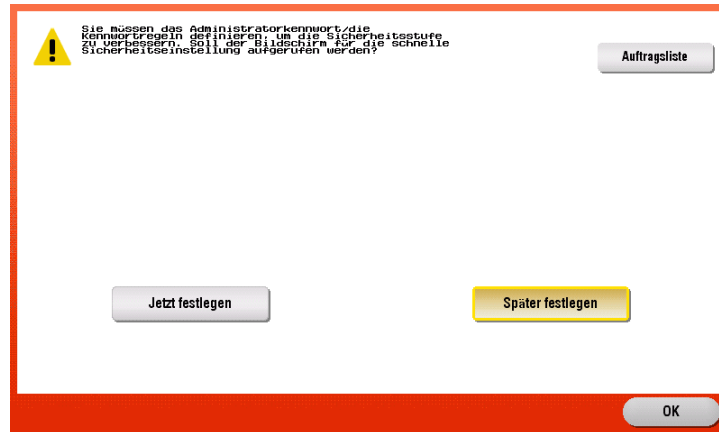 Sie müssen das Administratorkennwort/die
Kennwortregeln definieren, um die Sicherheitsstufe
zu verbessern. Soll der Bildschirm für die schnelle
Sicherheitseinstellung aufgerufen werden?
Auftragsliste
Jetzt festlegen
Später festlegen
OK